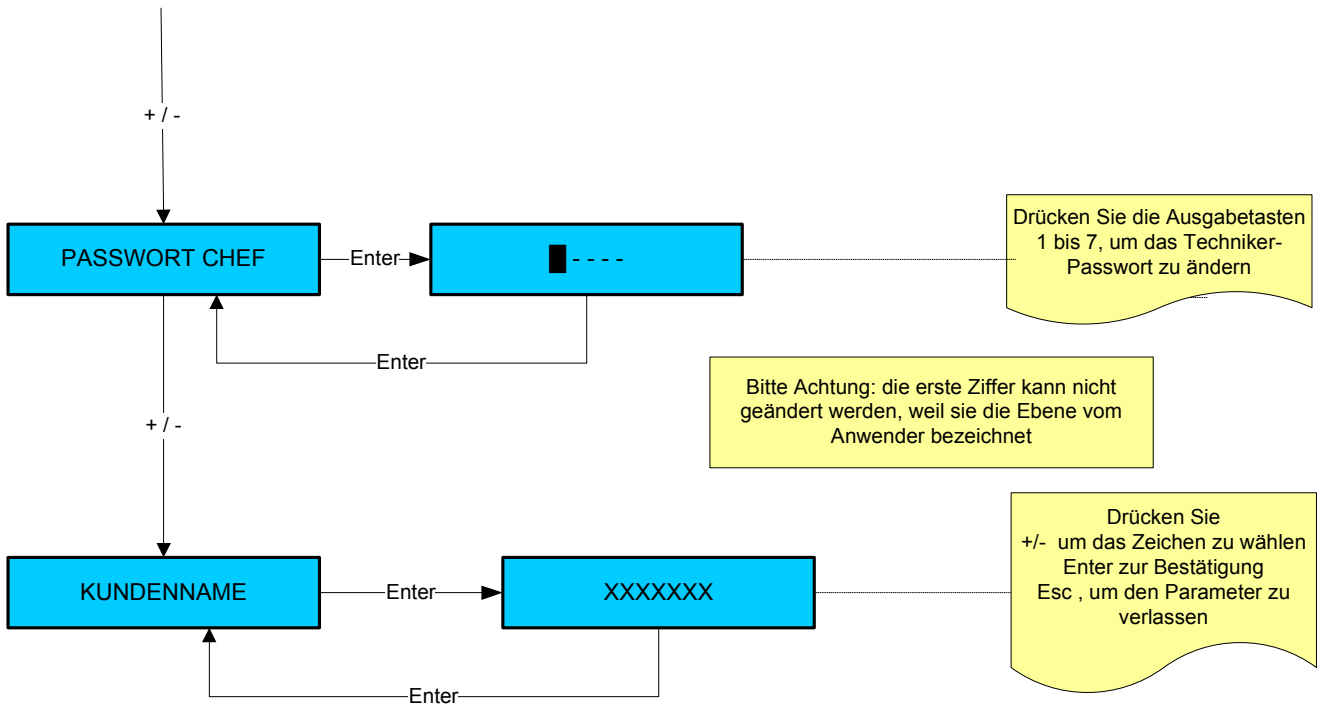 + / -
PASSWORT CHEF
Enter
- - - -
Drücken Sie die Ausgabetasten
1 bis 7, um das Techniker-
Passwort zu ändern
Enter
Bitte Achtung: die erste Ziffer kann nicht
geändert werden, weil sie die Ebene vom
Anwender bezeichnet
+ / -
KUNDENNAME
Enter
XXXXXXX
Drücken Sie
+/- um das Zeichen zu wählen
Enter zur Bestätigung
Esc , um den Parameter zu
verlassen
Enter